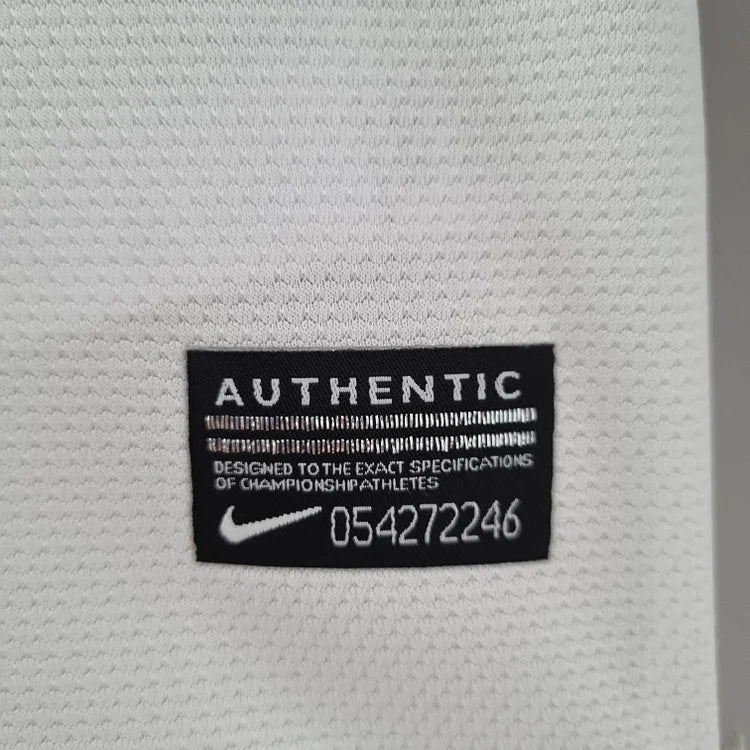 AUTHENTIC
DESIGNED TO THE EXACT SPECIFICATIONS
OF CHAMPIONSHIPATHLETES
054272246